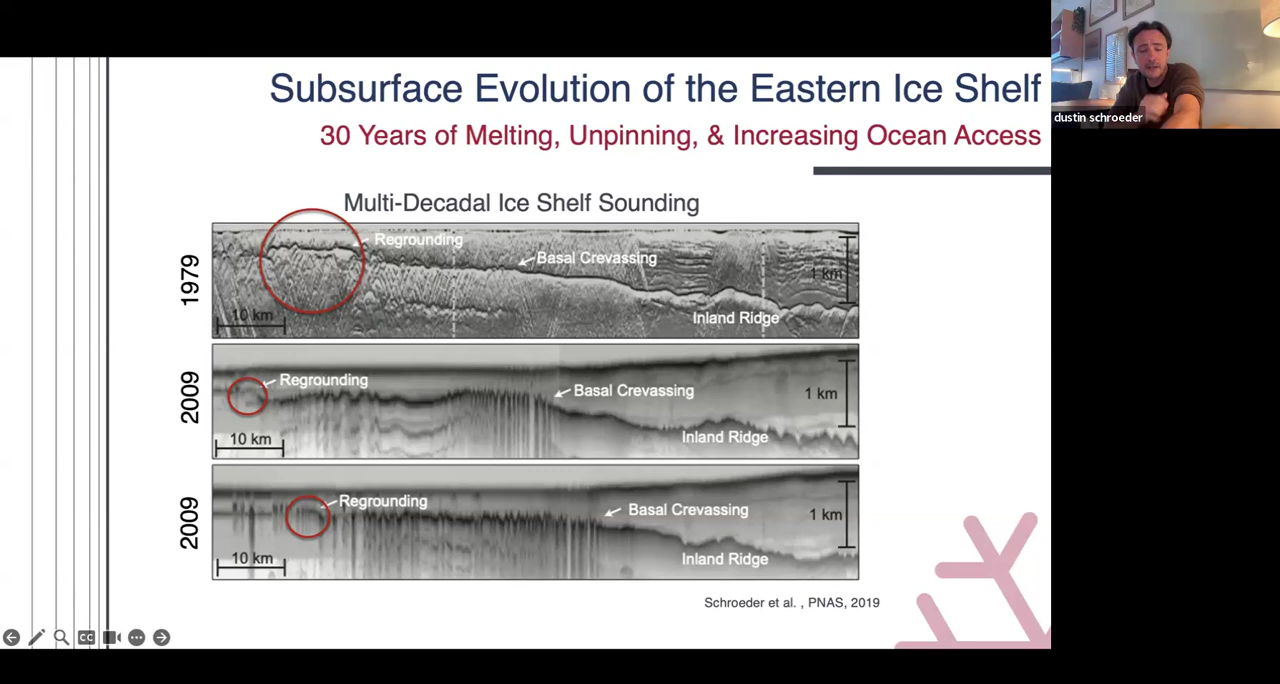 dustin schroeder
Subsurface Evolution of the Eastern Ice Shelf
30 Years of Melting, Unpinning, & Increasing Ocean Access
Multi-Decadal Ice Shelf Sounding
1979
Regrounding
Basal Crevassing
1 km
10 km
Inland Ridge
2009
Regrounding
Basal Crevassing
1 km
10 km
Inland Ridge
2009
Regrounding
Basal Crevassing
1 km
10 km
Inland Ridge
Schroeder et al. , PNAS, 2019
CC